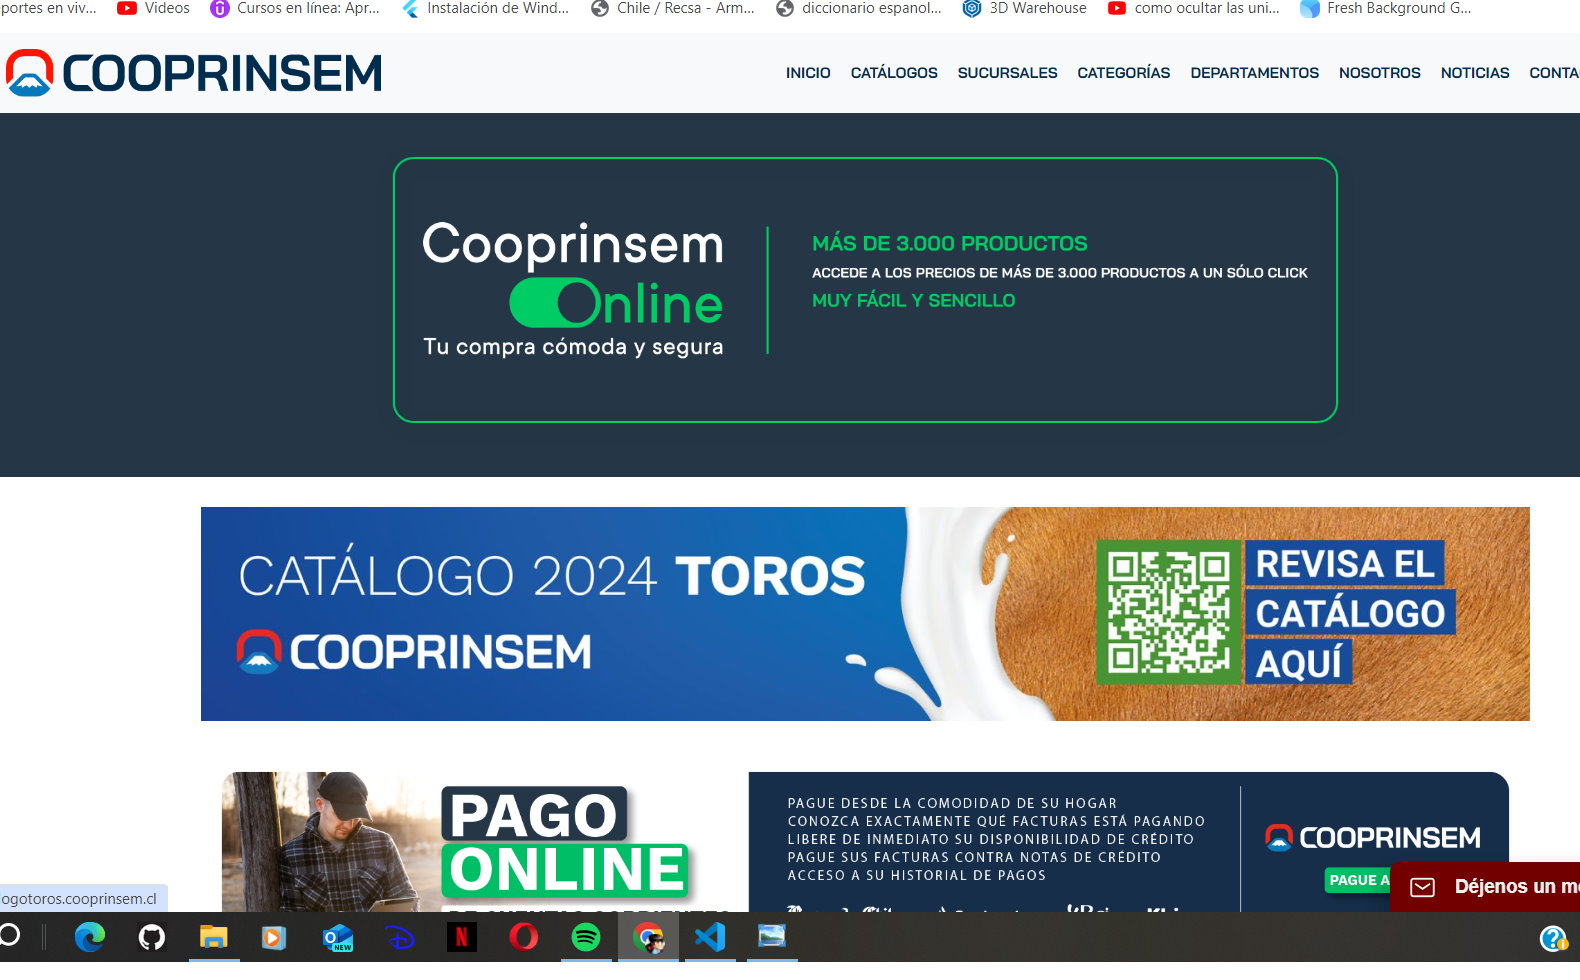 portes en viv...
Videos
Cursos en línea: Apr...
Instalación de Wind...
Chile / Recsa - Arm...
diccionario espanol...
3D Warehouse
como ocultar las uni...
Fresh Background G...
COOPRINSEM
INICIO
CATÁLOGOS
SUCURSALES
CATEGORÍAS
DEPARTAMENTOS
NOSOTROS
NOTICIAS
CONTA
Cooprinsem
Online
Tu compra cómoda y segura
MÁS DE 3.000 PRODUCTOS
ACCEDE A LOS PRECIOS DE MÁS DE 3.000 PRODUCTOS A UN SÓLO CLICK
MUY FÁCIL Y SENCILLO
CATÁLOGO 2024 TOROS
COOPRINSEM
REVISA EL
CATÁLOGO
AQUÍ
PAGO
ONLINE
PAGUE DESDE LA COMODIDAD DE SU HOGAR
CONOZCA EXACTAMENTE QUÉ FACTURAS ESTÁ PAGANDO
LIBERE DE INMEDIATO SU DISPONIBILIDAD DE CRÉDITO
PAGUE SUS FACTURAS CONTRA NOTAS DE CRÉDITO
ACCESO A SU HISTORIAL DE PAGOS
COOPRINSEM
PAGUE A
Déjenos un me
logotoros.cooprinsem.cl
NEW